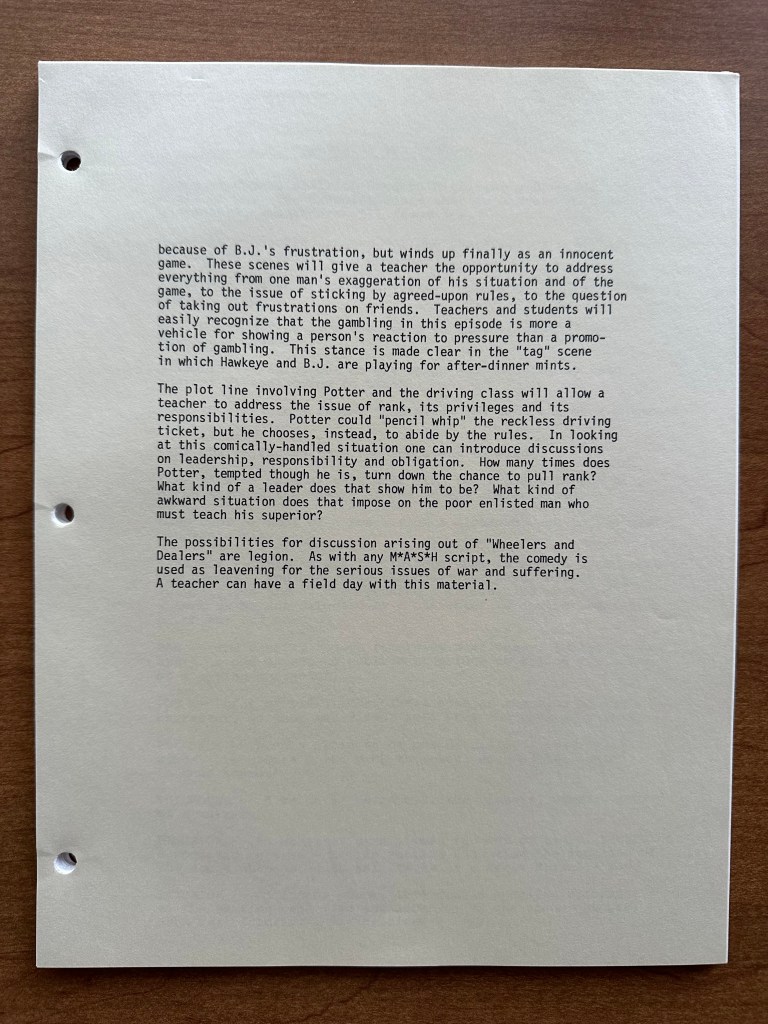 because of B.J.'s frustration, but winds up finally as an innocent
game.  These scenes will give a teacher the opportunity to address
everything from one man's exaggeration of his situation and of the
game, to the issue of sticking by agreed-upon rules, to the question
of taking out frustrations on friends.  Teachers and students will
easily recognize that the gambling in this episode is more a
vehicle for showing a person's reaction to pressure than a promo-
tion of gambling.  This stance is made clear in the "tag" scene
in which Hawkeye and B.J. are playing for after-dinner mints.

The plot line involving Potter and the driving class will allow a
teacher to address the issue of rank, its privileges and its
responsibilities.  Potter could "pencil whip" the reckless driving
ticket, but he chooses, instead, to abide by the rules.  In looking
at this comically-handled situation one can introduce discussions
on leadership, responsibility and obligation.  How many times does
Potter, tempted though he is, turn down the chance to pull rank?
What kind of a leader does that show him to be?  What kind of
awkward situation does that impose on the poor enlisted man who
must teach his superior?

The possibilities for discussion arising out of "Wheelers and
Dealers" are legion.  As with any M*A*S*H script, the comedy is
used as leavening for the serious issues of war and suffering.
A teacher can have a field day with this material.